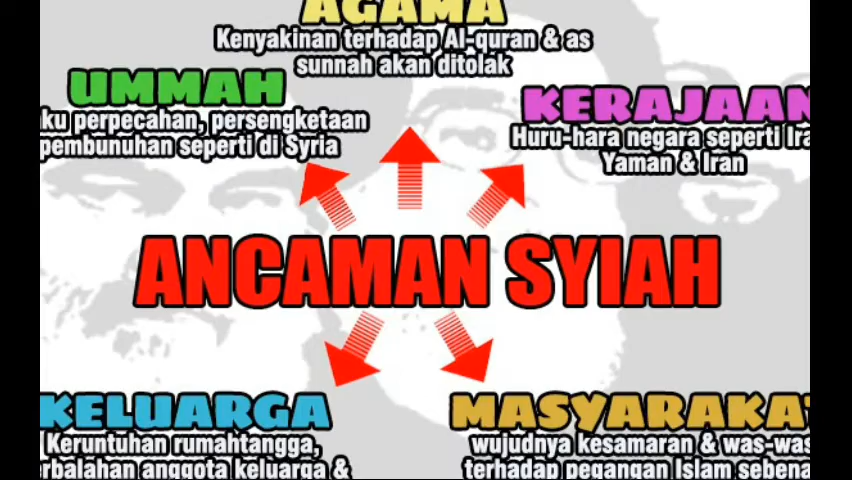 AGAMA
Kenyakinan terhadap Al-quran & as
sunnah akan ditolak
UMMAH
perpecahan, persengketaan
pembunuhan seperti di Syria
KERAJAAN
Huru-hara negara seperti
Yaman & Iran
ANCAMAN SYIAH
KELUARGA
Keruntuhan rumahtangga,
anggota keluarga &
MASYARAKAT
wujudnya kesamaran & was-was
terhadap pegangan Islam